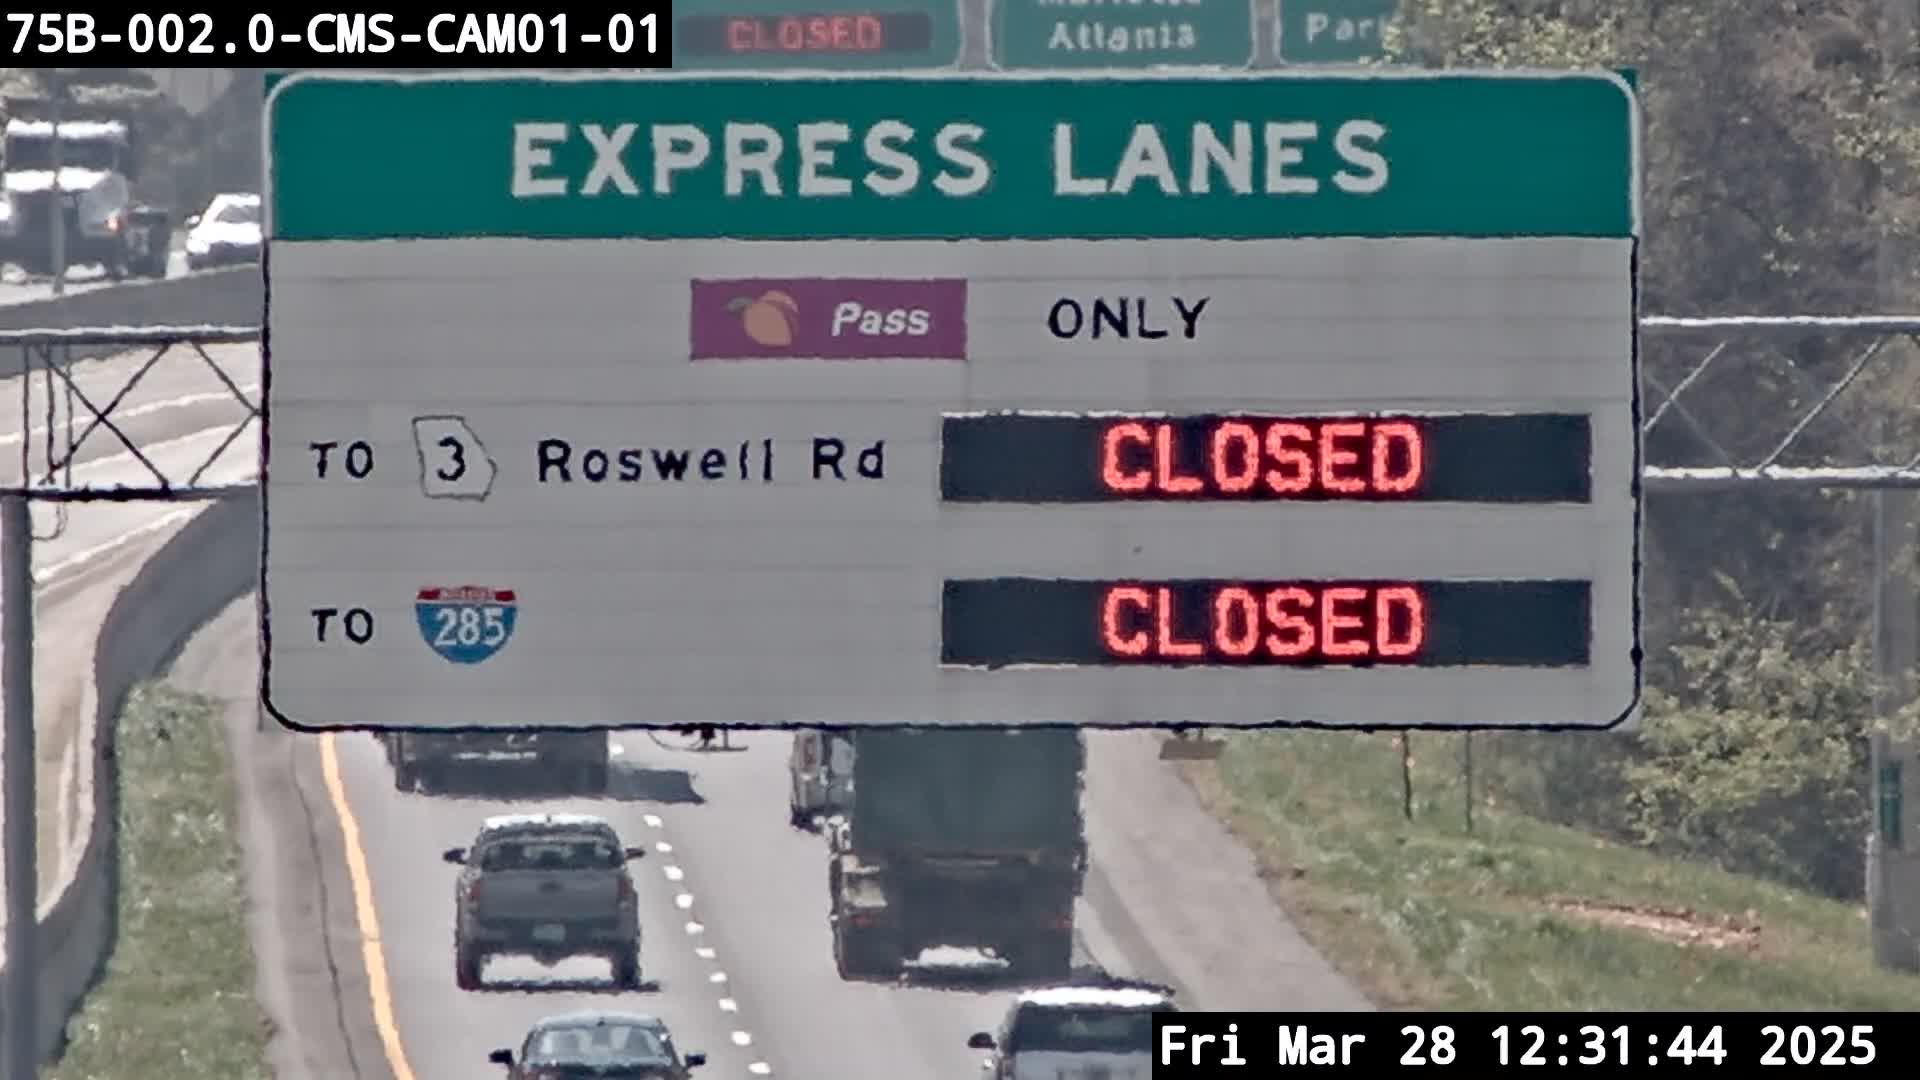 75B-002.0-CMS-CAM01-01
CLOSED
Atlanta
EXPRESS LANES
Pass ONLY
TO 3 Roswell Rd CLOSED
TO 285 CLOSED
Fri Mar 28 12:31:44 2025